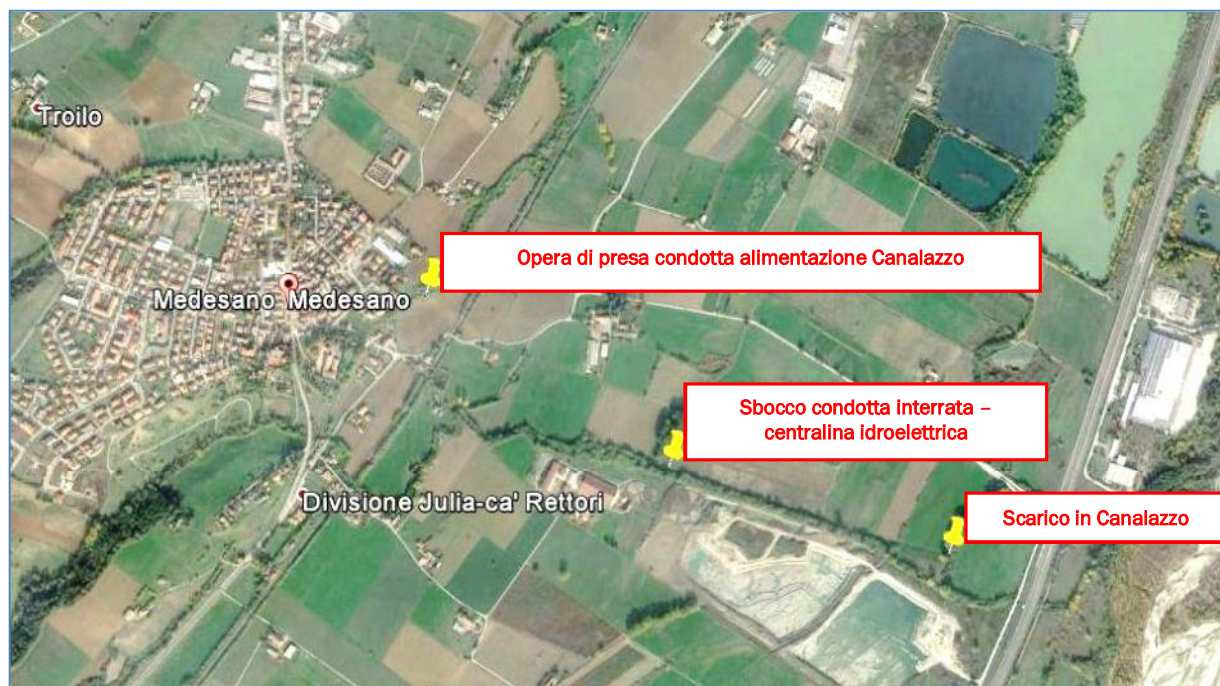 Troilo
Opera di presa condotta alimentazione Canalazzo
Medesano Medesano
Sbocco condotta interrata –
centralina idroelettrica
Divisione Julia-ca' Rettori
Scarico in Canalazzo